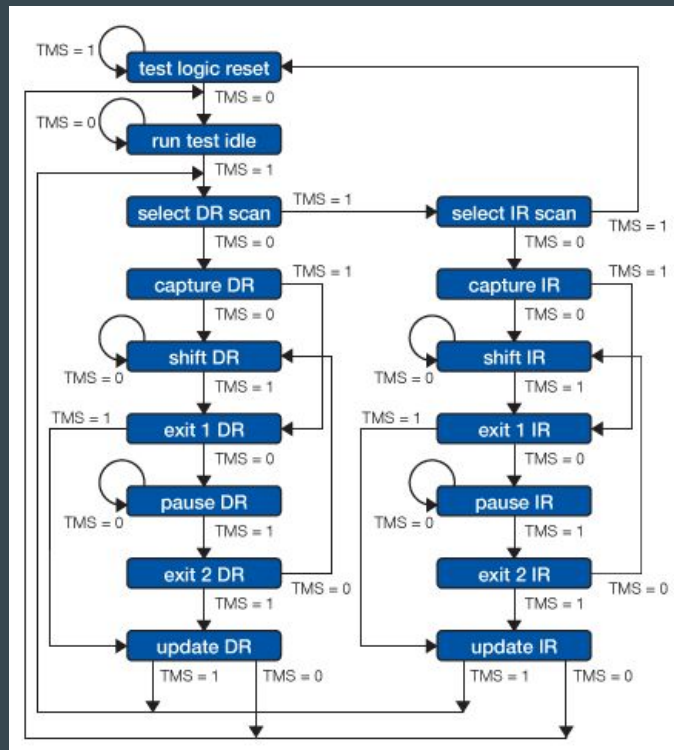 TMS = 1
test logic reset
TMS = 0
TMS = 0
run test idle
TMS = 1
select DR scan
TMS = 1
select IR scan
TMS = 1
TMS = 0
TMS = 0
capture DR
TMS = 1
capture IR
TMS = 1
TMS = 0
TMS = 0
shift DR
shift IR
TMS = 0
TMS = 1
TMS = 0
TMS = 1
TMS = 1
exit 1 DR
TMS = 1
exit 1 IR
TMS = 0
TMS = 0
pause DR
pause IR
TMS = 0
TMS = 1
TMS = 0
TMS = 1
exit 2 DR
TMS = 0
exit 2 IR
TMS = 0
TMS = 1
TMS = 1
update DR
update IR
TMS = 1
TMS = 0
TMS = 1
TMS = 0